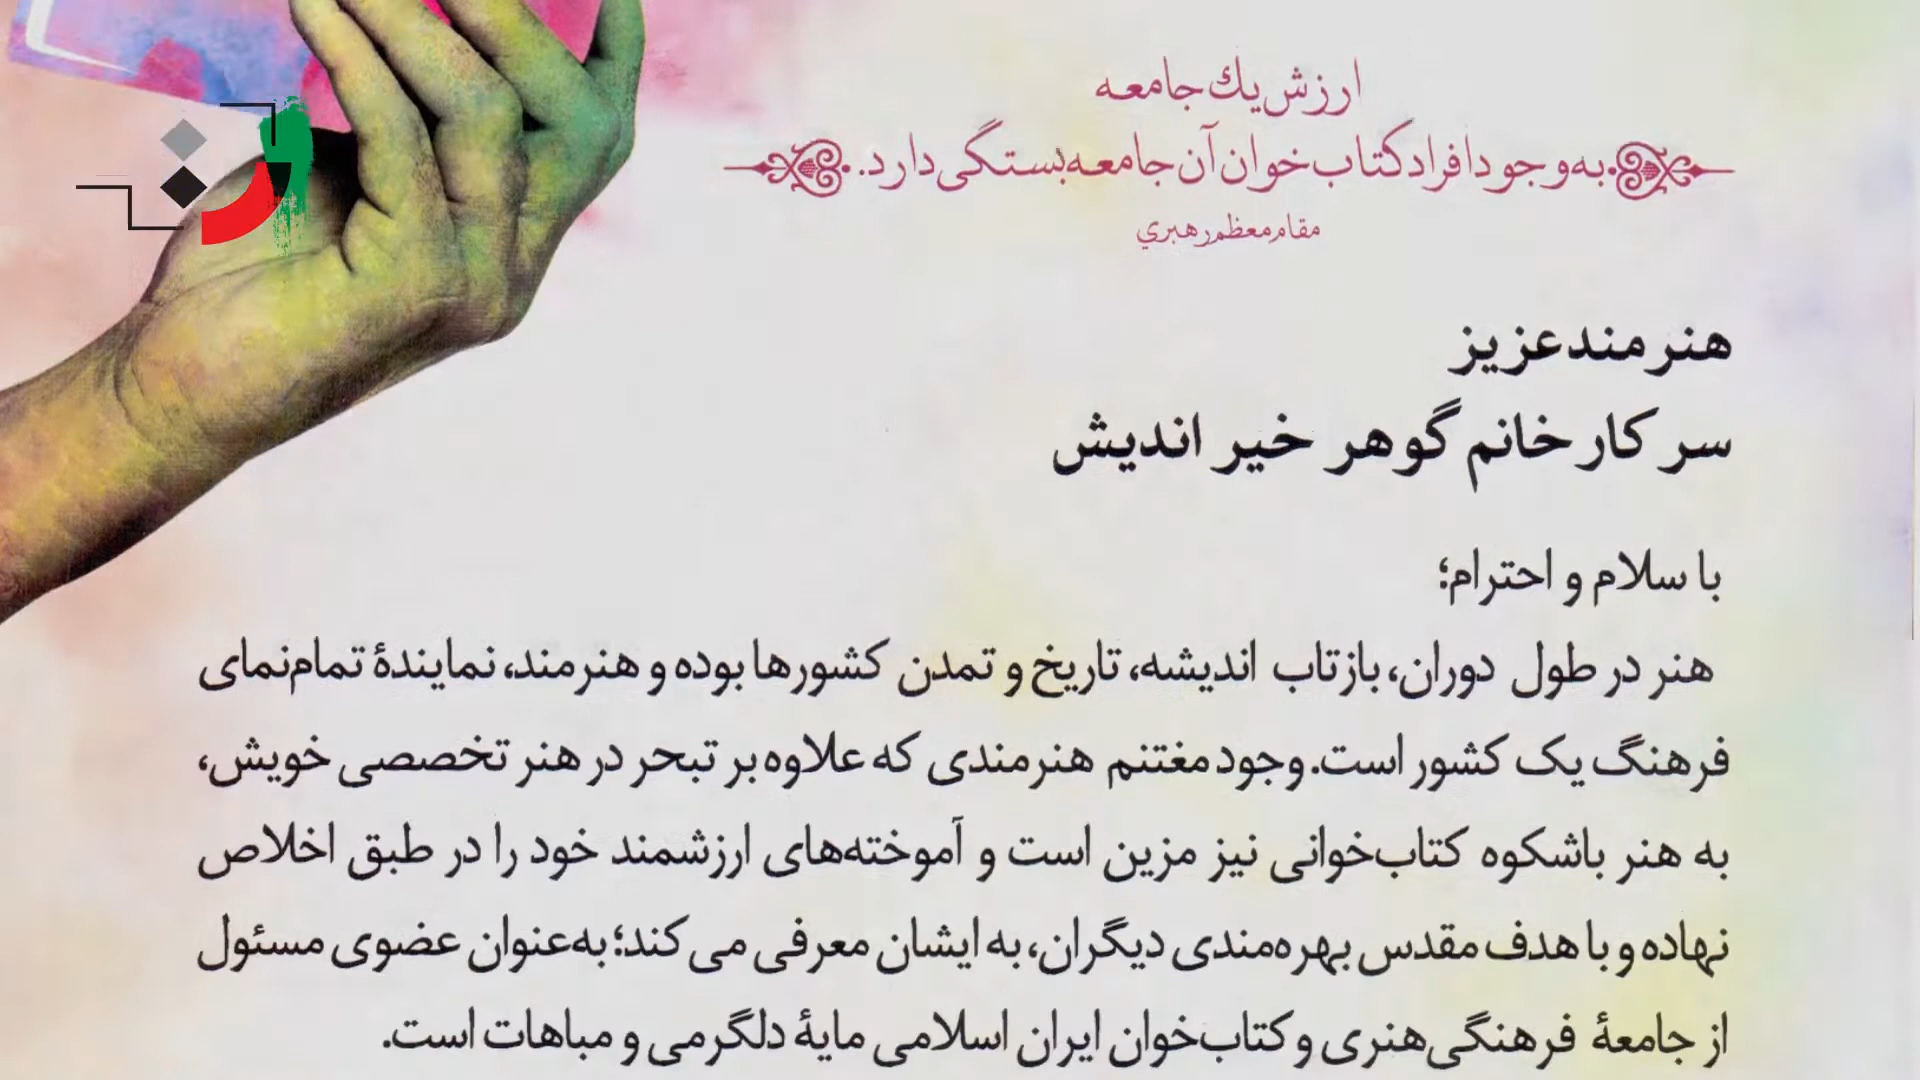 ارزش يك جامعه
به وجود افراد كتاب خوان آن جامعه بستگى دارد.
مقام معظم رهبري
هنرمند عزیز
سرکار خانم گوهر خیر اندیش
با سلام و احترام؛
هنر در طول دوران، بازتاب اندیشه، تاریخ و تمدن کشورها بوده و هنرمند، نمایندهٔ تمام‌نمای
فرهنگ یک کشور است. وجود مغتنم هنرمندی که علاوه بر تبحر در هنر تخصصی خویش،
به هنر باشکوه کتاب‌خوانی نیز مزین است و آموخته‌های ارزشمند خود را در طبق اخلاص
نهاده و با هدف مقدس بهره‌مندی دیگران، به ایشان معرفی می‌کند؛ به‌عنوان عضوی مسئول
از جامعهٔ فرهنگی‌هنری و کتاب‌خوان ایران اسلامی مایهٔ دلگرمی و مباهات است.